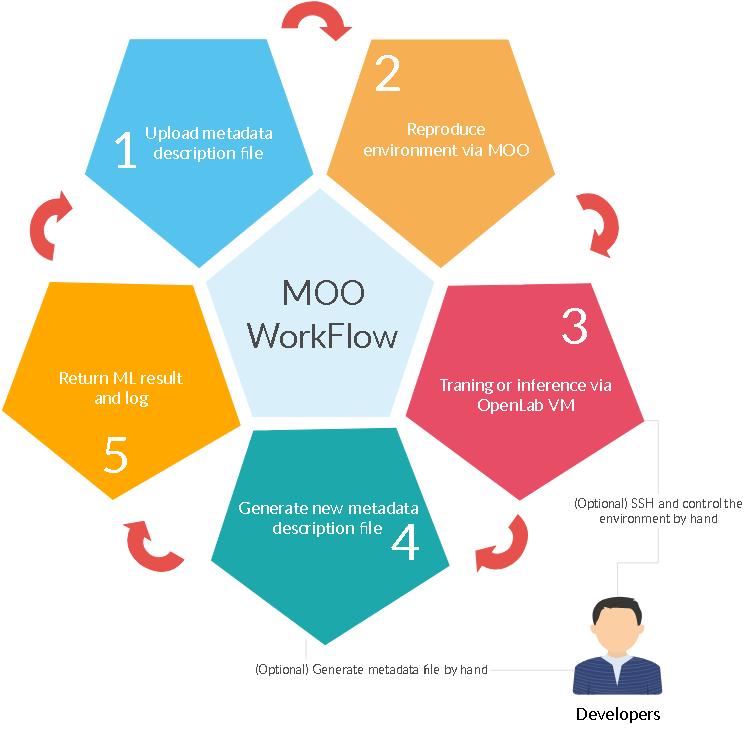 1
Upload metadata
description file
2
Reproduce
environment via MOO
MOO
WorkFlow
3
Traning or inference via
OpenLab VM
Return ML result
and log
5
Generate new metadata
description file
4
(Optional) SSH and control the
environment by hand
(Optional) Generate metadata file by hand
Developers